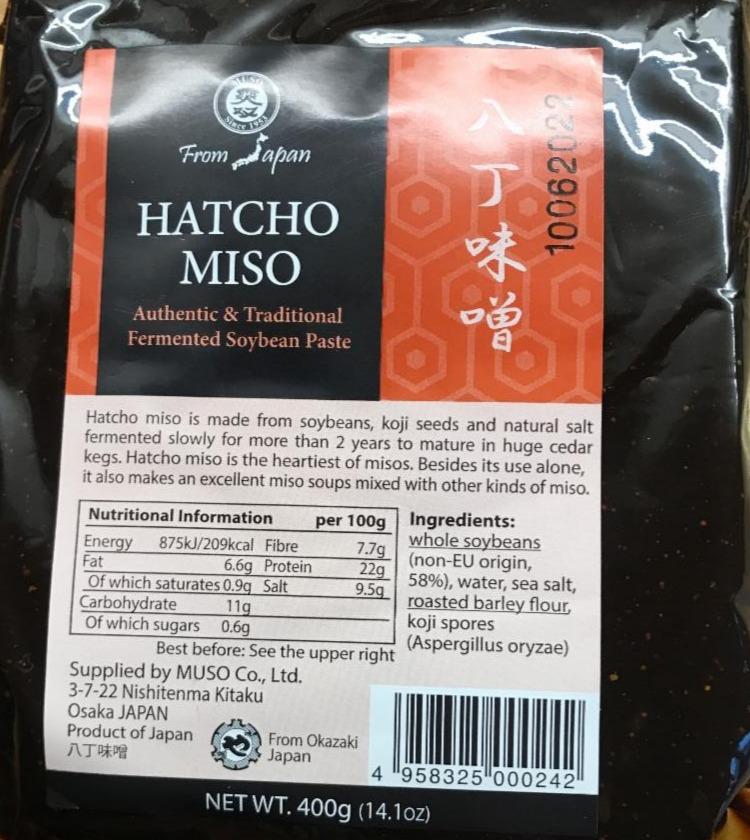 MUSO
Since 1953
From Japan
HATCHO
MISO
Authentic & Traditional
Fermented Soybean Paste
八丁味噌
10062022
Hatcho miso is made from soybeans, koji seeds and natural salt
fermented slowly for more than 2 years to mature in huge cedar
kegs. Hatcho miso is the heartiest of misos. Besides its use alone,
it also makes an excellent miso soups mixed with other kinds of miso.
Nutritional Information per 100g
Energy 875kJ/209kcal Fibre 7.7g
Fat 6.6g Protein 22g
Of which saturates 0.9g Salt 9.5g
Carbohydrate 11g
Of which sugars 0.6g
Best before: See the upper right
Ingredients:
whole soybeans
(non-EU origin,
58%), water, sea salt,
roasted barley flour,
koji spores
(Aspergillus oryzae)
Supplied by MUSO Co., Ltd.
3-7-22 Nishitenma Kitaku
Osaka JAPAN
Product of Japan
八丁味噌
From Okazaki
Japan
4 958325 000242
NET WT. 400g (14.1oz)